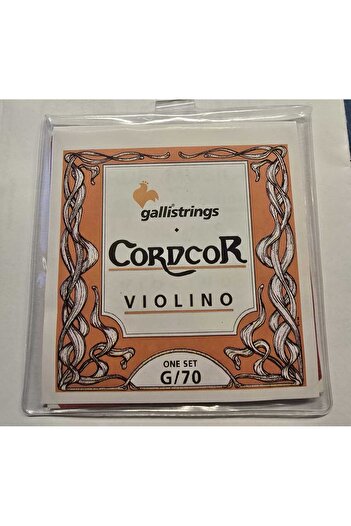 gallistrings
CORDCOR
VIOLINO
ONE SET
G/70